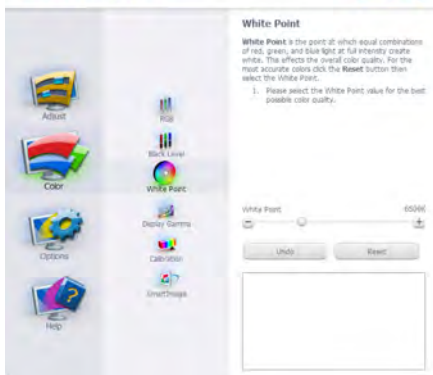 White Point
White Point is the point at which equal combinations
of red, green, and blue light at full intensity create
white. The effects the overall color quality. For the
most accurate colors click the Reset button then
select the White Point.
1. Please select the White Point value for the best
possible color quality.
Adjust
Color
Options
Help
RGB
Black Level
White Point
Display Gamma
Calibration
SmartImage
White Point
6506K
Undo
Reset